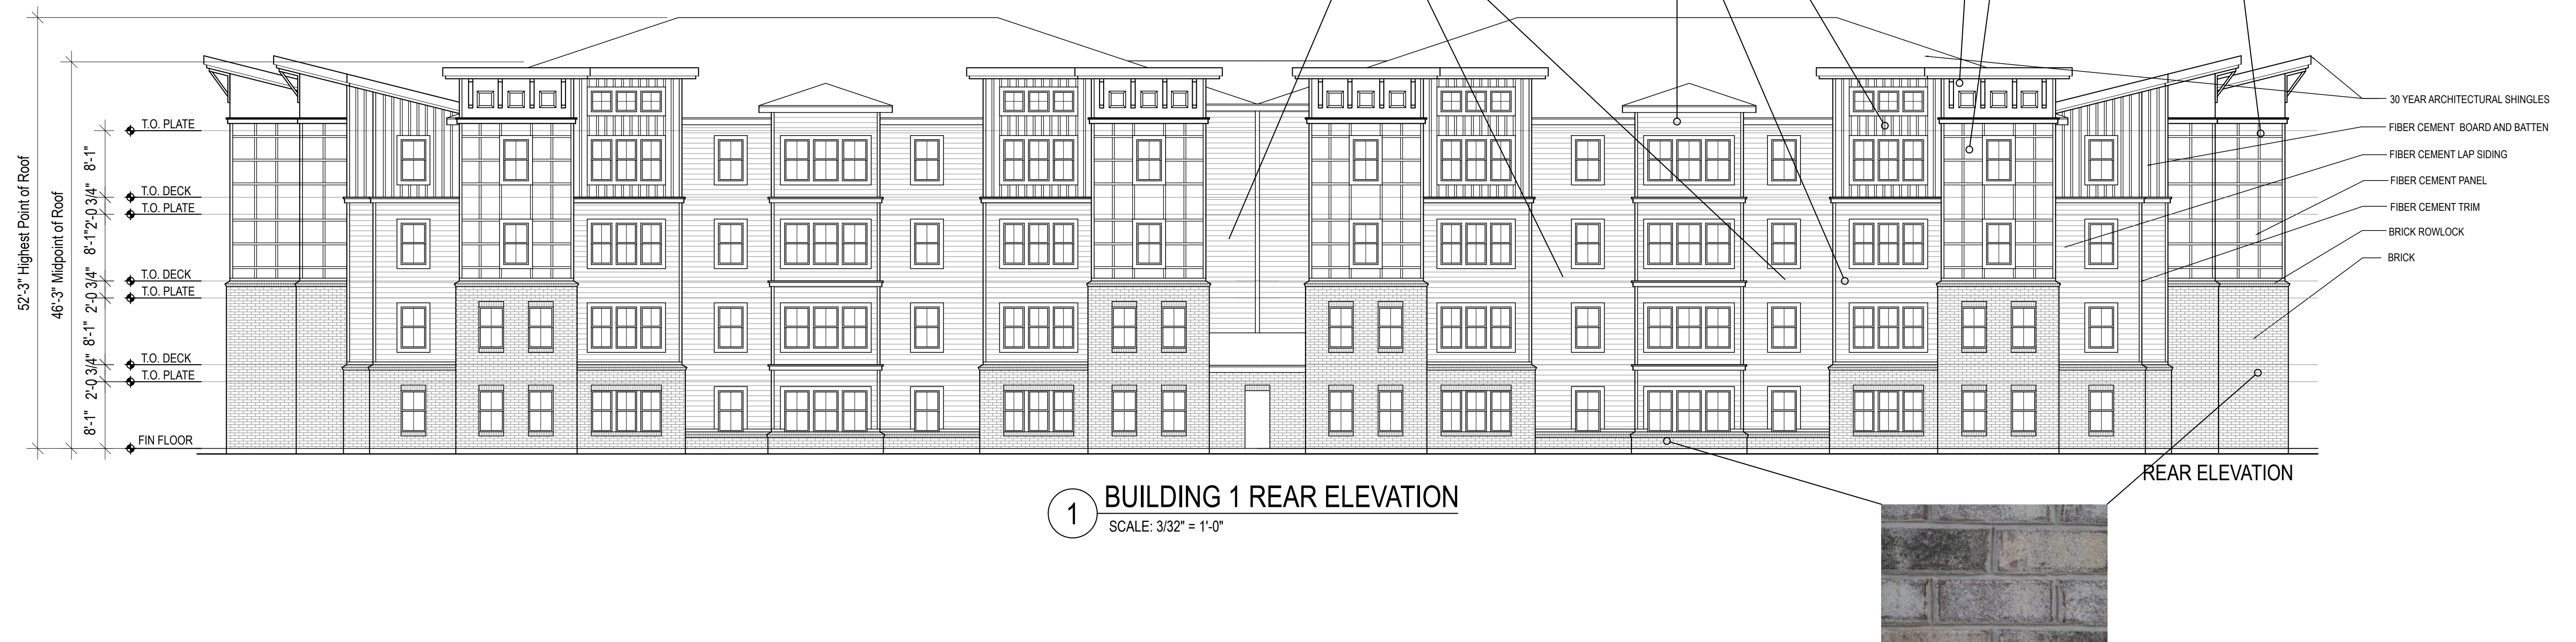 52'-3" Highest Point of Roof
46'-3" Midpoint of Roof
T.O. PLATE
8'-1"
T.O. DECK
2'-0 3/4"
T.O. PLATE
8'-1"
T.O. DECK
2'-0 3/4"
T.O. PLATE
8'-1"
T.O. DECK
2'-0 3/4"
T.O. PLATE
8'-1"
FIN FLOOR
30 YEAR ARCHITECTURAL SHINGLES
FIBER CEMENT BOARD AND BATTEN
FIBER CEMENT LAP SIDING
FIBER CEMENT PANEL
FIBER CEMENT TRIM
BRICK ROWLOCK
BRICK
REAR ELEVATION
1 BUILDING 1 REAR ELEVATION
SCALE: 3/32" = 1'-0"